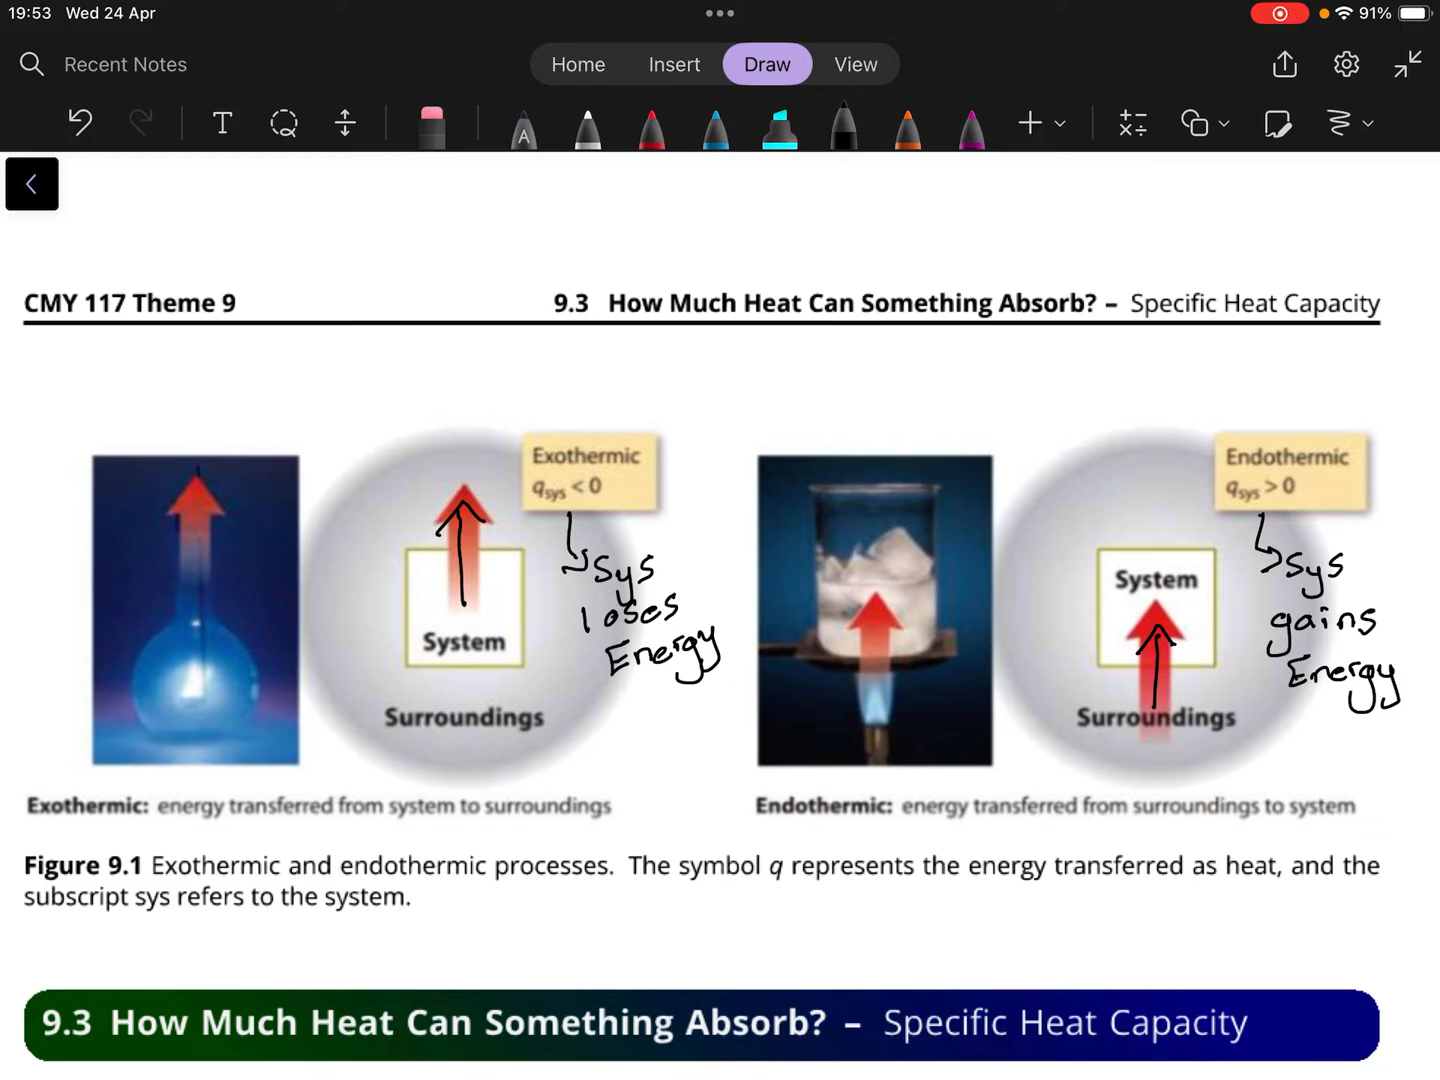 19:53 Wed 24 Apr
91%
Recent Notes
Home Insert Draw View
T
A
CMY 117 Theme 9
9.3 How Much Heat Can Something Absorb? – Specific Heat Capacity
Exothermic
qsys < 0
Sys
loses
Energy
System
Surroundings
Exothermic: energy transferred from system to surroundings
Endothermic
qsys > 0
Sys
gains
Energy
System
Surroundings
Endothermic: energy transferred from surroundings to system
Figure 9.1 Exothermic and endothermic processes. The symbol q represents the energy transferred as heat, and the
subscript sys refers to the system.
9.3 How Much Heat Can Something Absorb? – Specific Heat Capacity